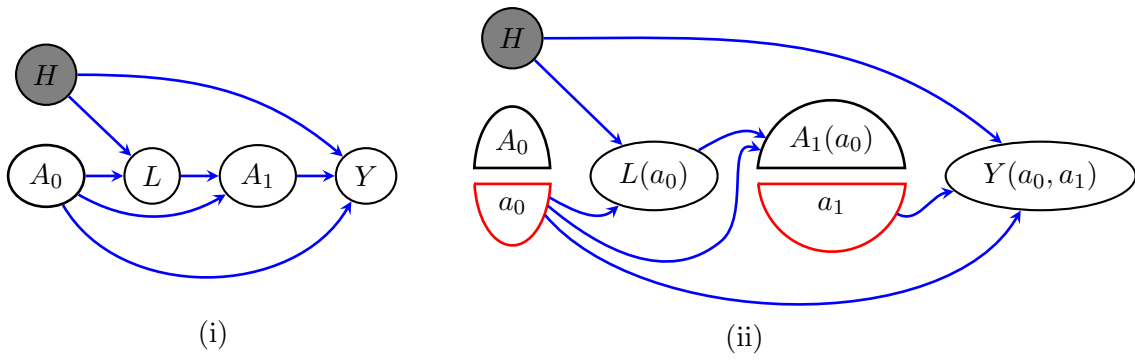 H
A₀
L
A₁
Y
(i)
H
A₀
a₀
L(a₀)
A₁(a₀)
a₁
Y(a₀, a₁)
(ii)